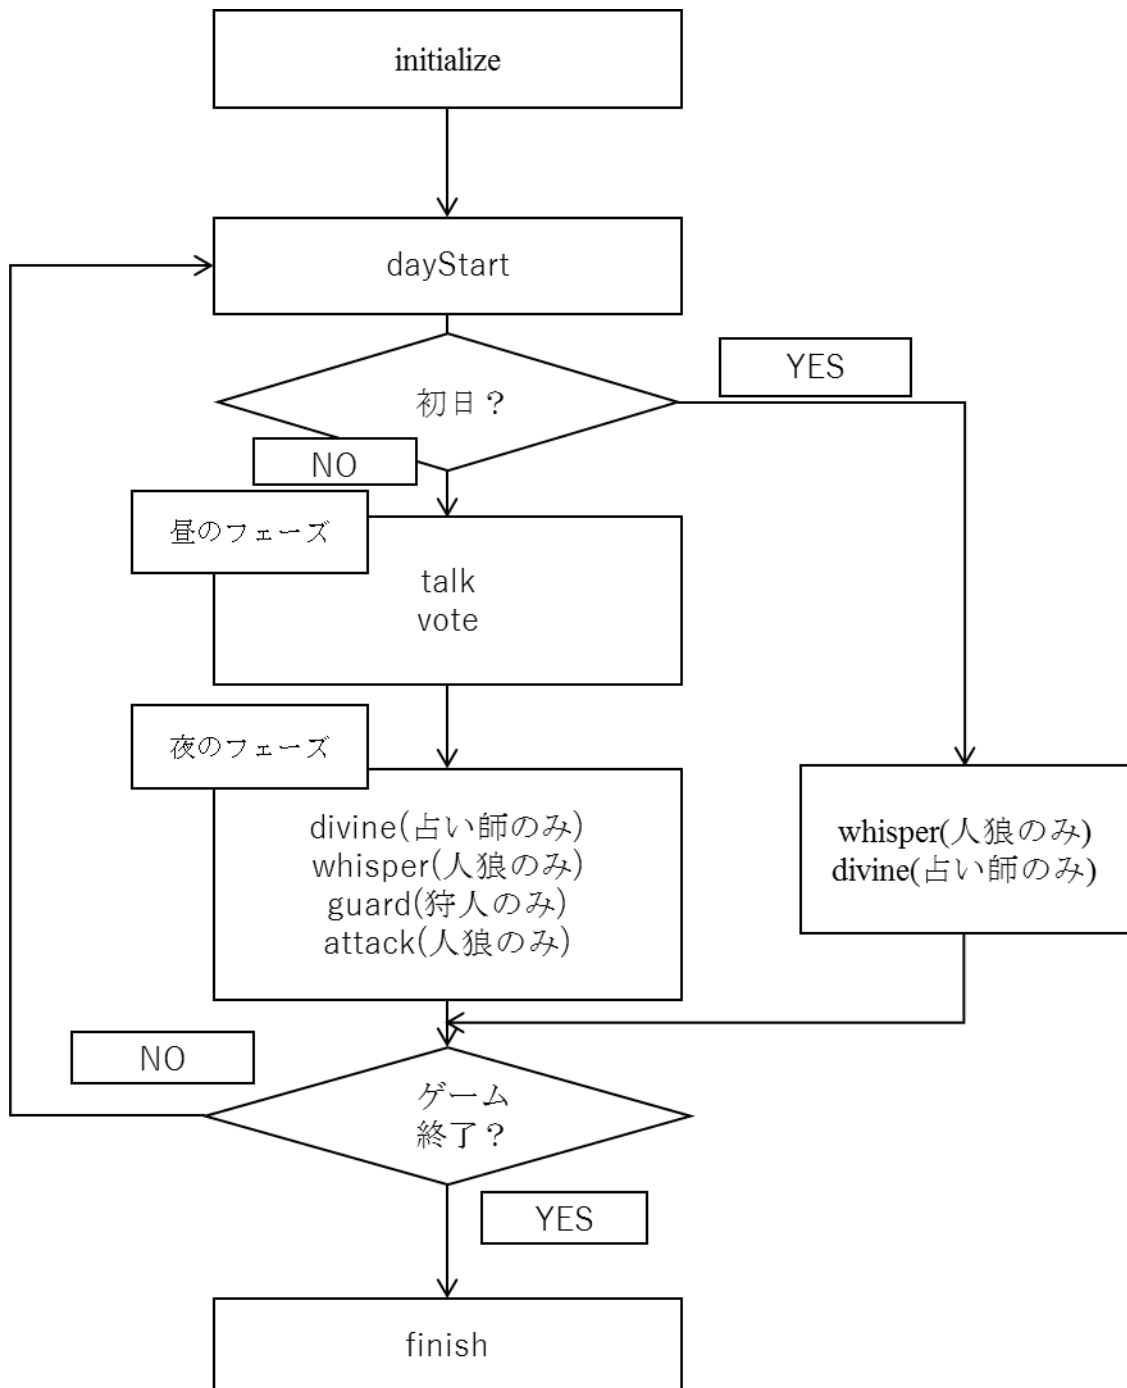 initialize
dayStart
初日？
YES
NO
昼のフェーズ
talk
vote
夜のフェーズ
divine(占い師のみ)
whisper(人狼のみ)
guard(狩人のみ)
attack(人狼のみ)
whisper(人狼のみ)
divine(占い師のみ)
NO
ゲーム
終了？
YES
finish